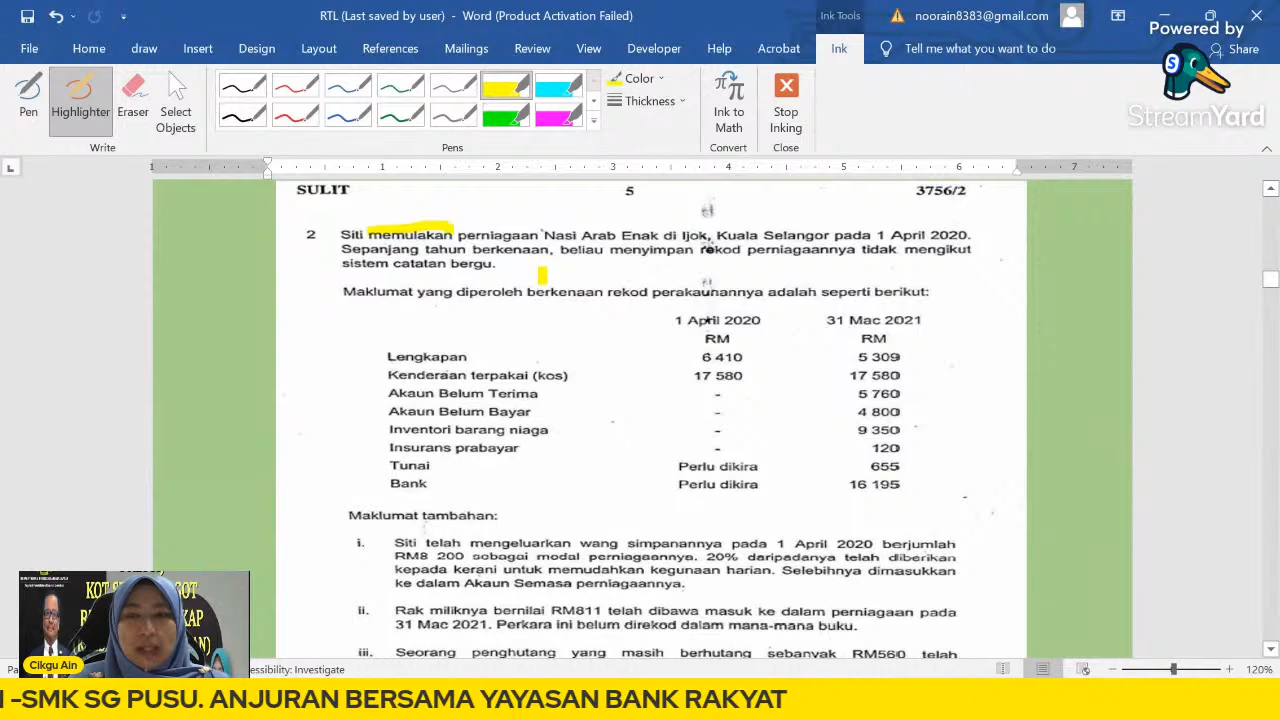 RTL (Last saved by user) - Word (Product Activation Failed)
Ink Tools
noorain8383@gmail.com
Powered by
StreamYard
File Home draw Insert Design Layout References Mailings Review View Developer Help Acrobat Ink Tell me what you want to do Share
Pen Highlighter Eraser Select Objects
Color
Thickness
Ink to Math
Stop Inking
Write Pens Convert Close
1 1 2 3 4 5 6 7
SULIT 5 3756/2
2 Siti memulakan perniagaan Nasi Arab Enak di Ijok, Kuala Selangor pada 1 April 2020.
Sepanjang tahun berkenaan, beliau menyimpan rekod perniagaannya tidak mengikut
sistem catatan bergu.
Maklumat yang diperoleh berkenaan rekod perakaunannya adalah seperti berikut:
1 April 2020 31 Mac 2021
RM RM
Lengkapan 6 410 5 309
Kenderaan terpakai (kos) 17 580 17 580
Akaun Belum Terima - 5 760
Akaun Belum Bayar - 4 800
Inventori barang niaga - 9 350
Insurans prabayar - 120
Tunai Perlu dikira 655
Bank Perlu dikira 16 195
Maklumat tambahan:
i. Siti telah mengeluarkan wang simpanannya pada 1 April 2020 berjumlah
RM8 200 sebagai modal perniagaannya. 20% daripadanya telah diberikan
kepada kerani untuk memudahkan kegunaan harian. Selebihnya dimasukkan
ke dalam Akaun Semasa perniagaannya.
ii. Rak miliknya bernilai RM811 telah dibawa masuk ke dalam perniagaan pada
31 Mac 2021. Perkara ini belum direkod dalam mana-mana buku.
iii. Seorang penghutang yang masih berhutang sebanyak RM560 telah
Cikgu Ain
ssibility: Investigate
120%
-SMK SG PUSU. ANJURAN BERSAMA YAYASAN BANK RAKYAT